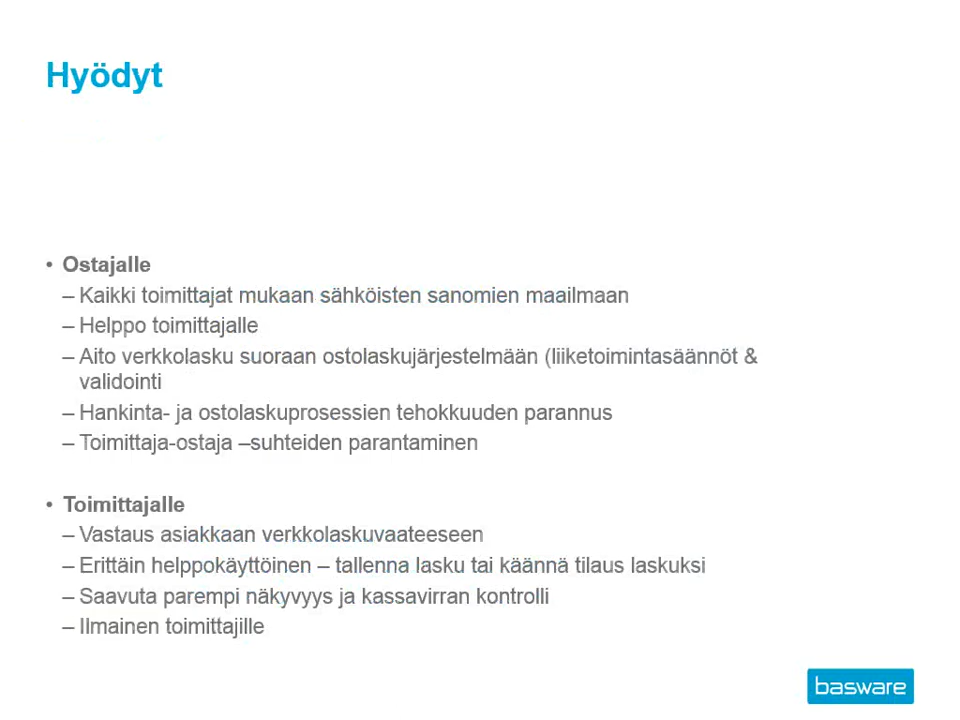 Hyödyt
• Ostajalle
– Kaikki toimittajat mukaan sähköisten sanomien maailmaan
– Helppo toimittajalle
– Aito verkkolasku suoraan ostolaskujärjestelmään (liiketoimintasäännöt &
validointi
– Hankinta- ja ostolaskuprosessien tehokkuuden parannus
– Toimittaja-ostaja –suhteiden parantaminen
• Toimittajalle
– Vastaus asiakkaan verkkolaskuvaateeseen
– Erittäin helppokäyttöinen – tallenna lasku tai käännä tilaus laskuksi
– Saavuta parempi näkyvyys ja kassavirran kontrolli
– Ilmainen toimittajille
basware